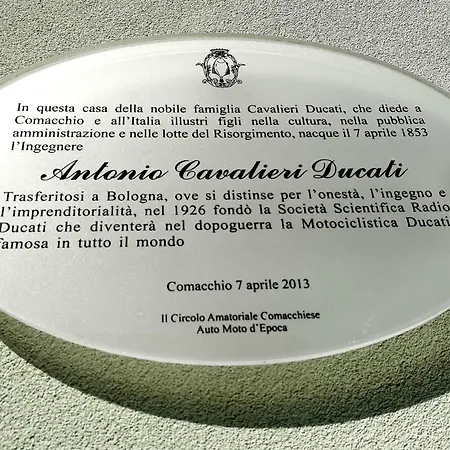 In questa casa della nobile famiglia Cavalieri Ducati, che diede a
Comacchio e all'Italia illustri figli nella cultura, nella pubblica
amministrazione e nelle lotte del Risorgimento, nacque il 7 aprile 1853
l'Ingegnere
Antonio Cavalieri Ducati
Trasferitosi a Bologna, ove si distinse per l'onestà, l'ingegno e
l'imprenditorialità, nel 1926 fondò la Società Scientifica Radio
Ducati che diventerà nel dopoguerra la Motociclistica Ducati
famosa in tutto il mondo
Comacchio 7 aprile 2013
Il Circolo Amatoriale Comacchiese
Auto Moto d'Epoca